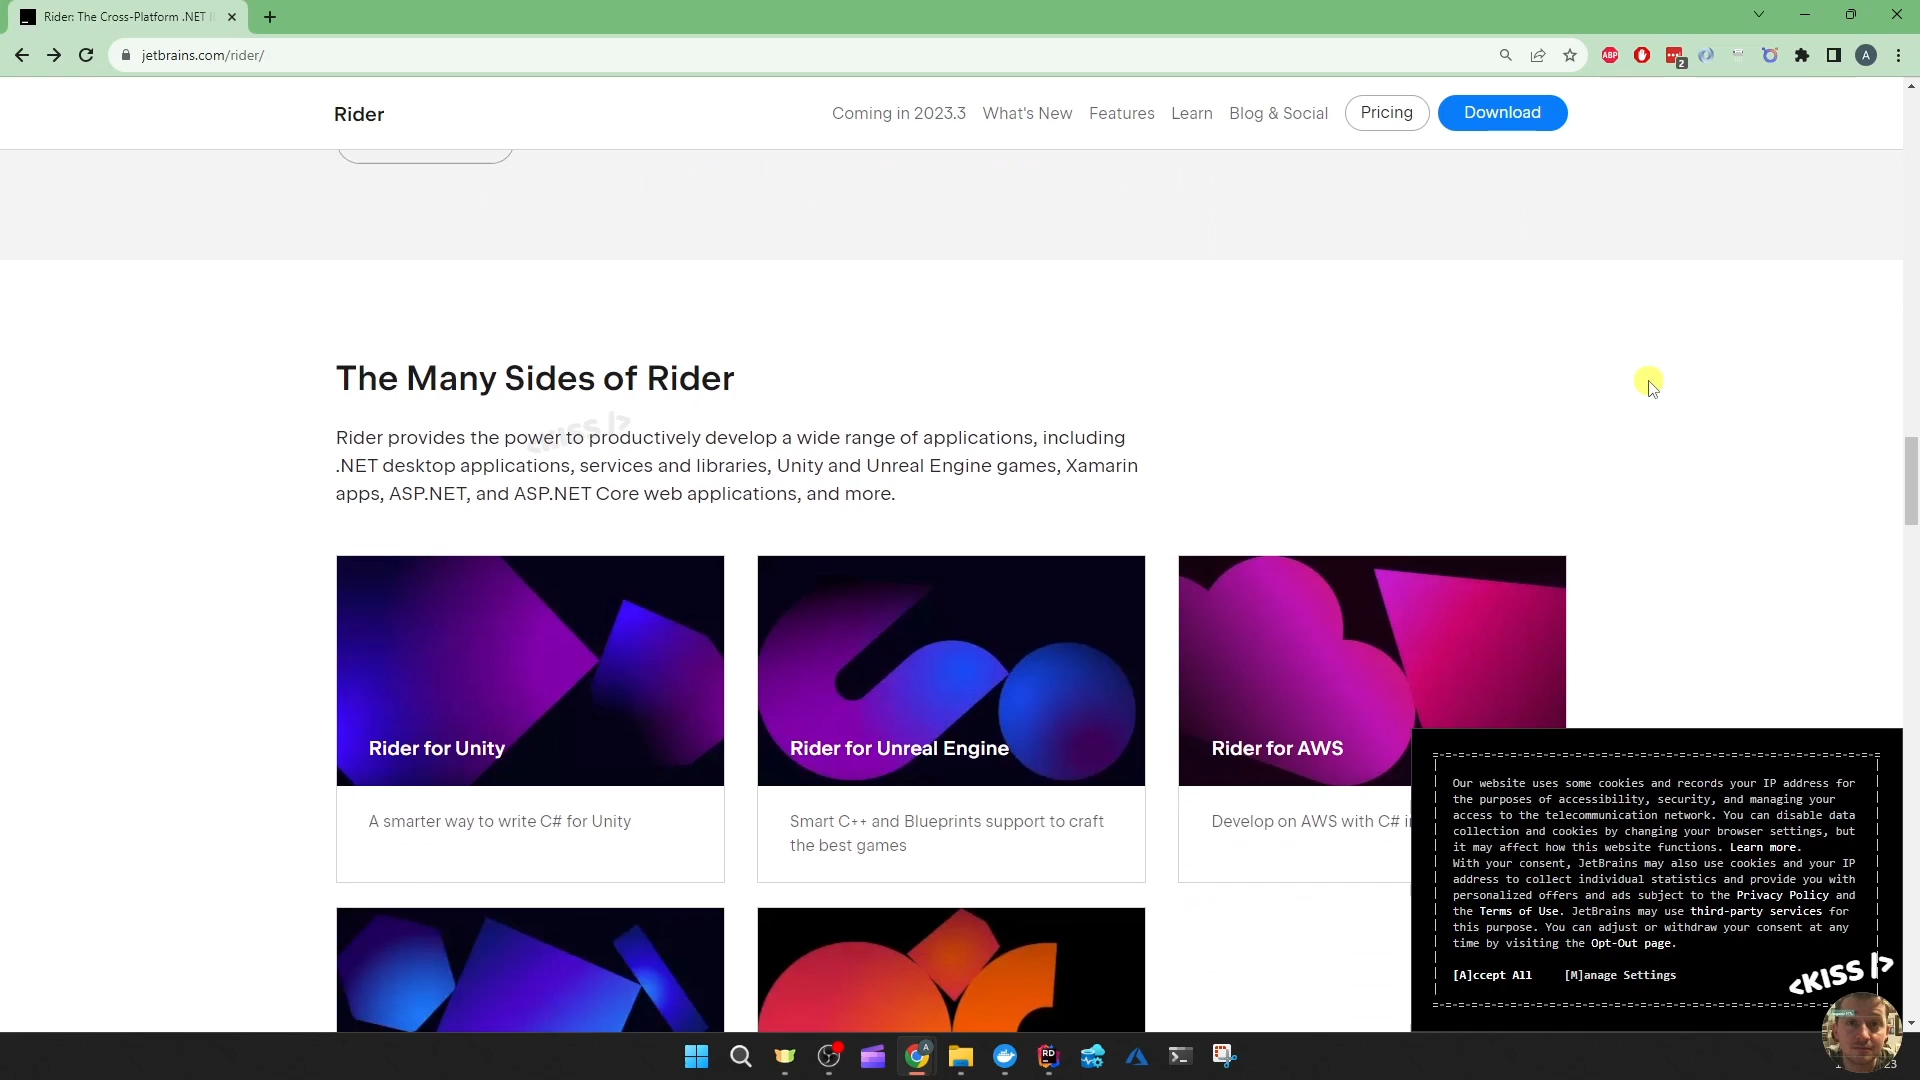 Rider: The Cross-Platform .NET I
jetbrains.com/rider/
ABP
2
A
Rider
Coming in 2023.3
What's New
Features
Learn
Blog & Social
Pricing
Download
The Many Sides of Rider
<KISS />
Rider provides the power to productively develop a wide range of applications, including
.NET desktop applications, services and libraries, Unity and Unreal Engine games, Xamarin
apps, ASP.NET, and ASP.NET Core web applications, and more.
Rider for Unity
A smarter way to write C# for Unity
Rider for Unreal Engine
Smart C++ and Blueprints support to craft
the best games
Rider for AWS
Develop on AWS with C# i
Our website uses some cookies and records your IP address for
the purposes of accessibility, security, and managing your
access to the telecommunication network. You can disable data
collection and cookies by changing your browser settings, but
it may affect how this website functions. Learn more.
With your consent, JetBrains may also use cookies and your IP
address to collect individual statistics and provide you with
personalized offers and ads subject to the Privacy Policy and
the Terms of Use. JetBrains may use third-party services for
this purpose. You can adjust or withdraw your consent at any
time by visiting the Opt-Out page.
[A]ccept All
[M]anage Settings
<KISS />
A
RD